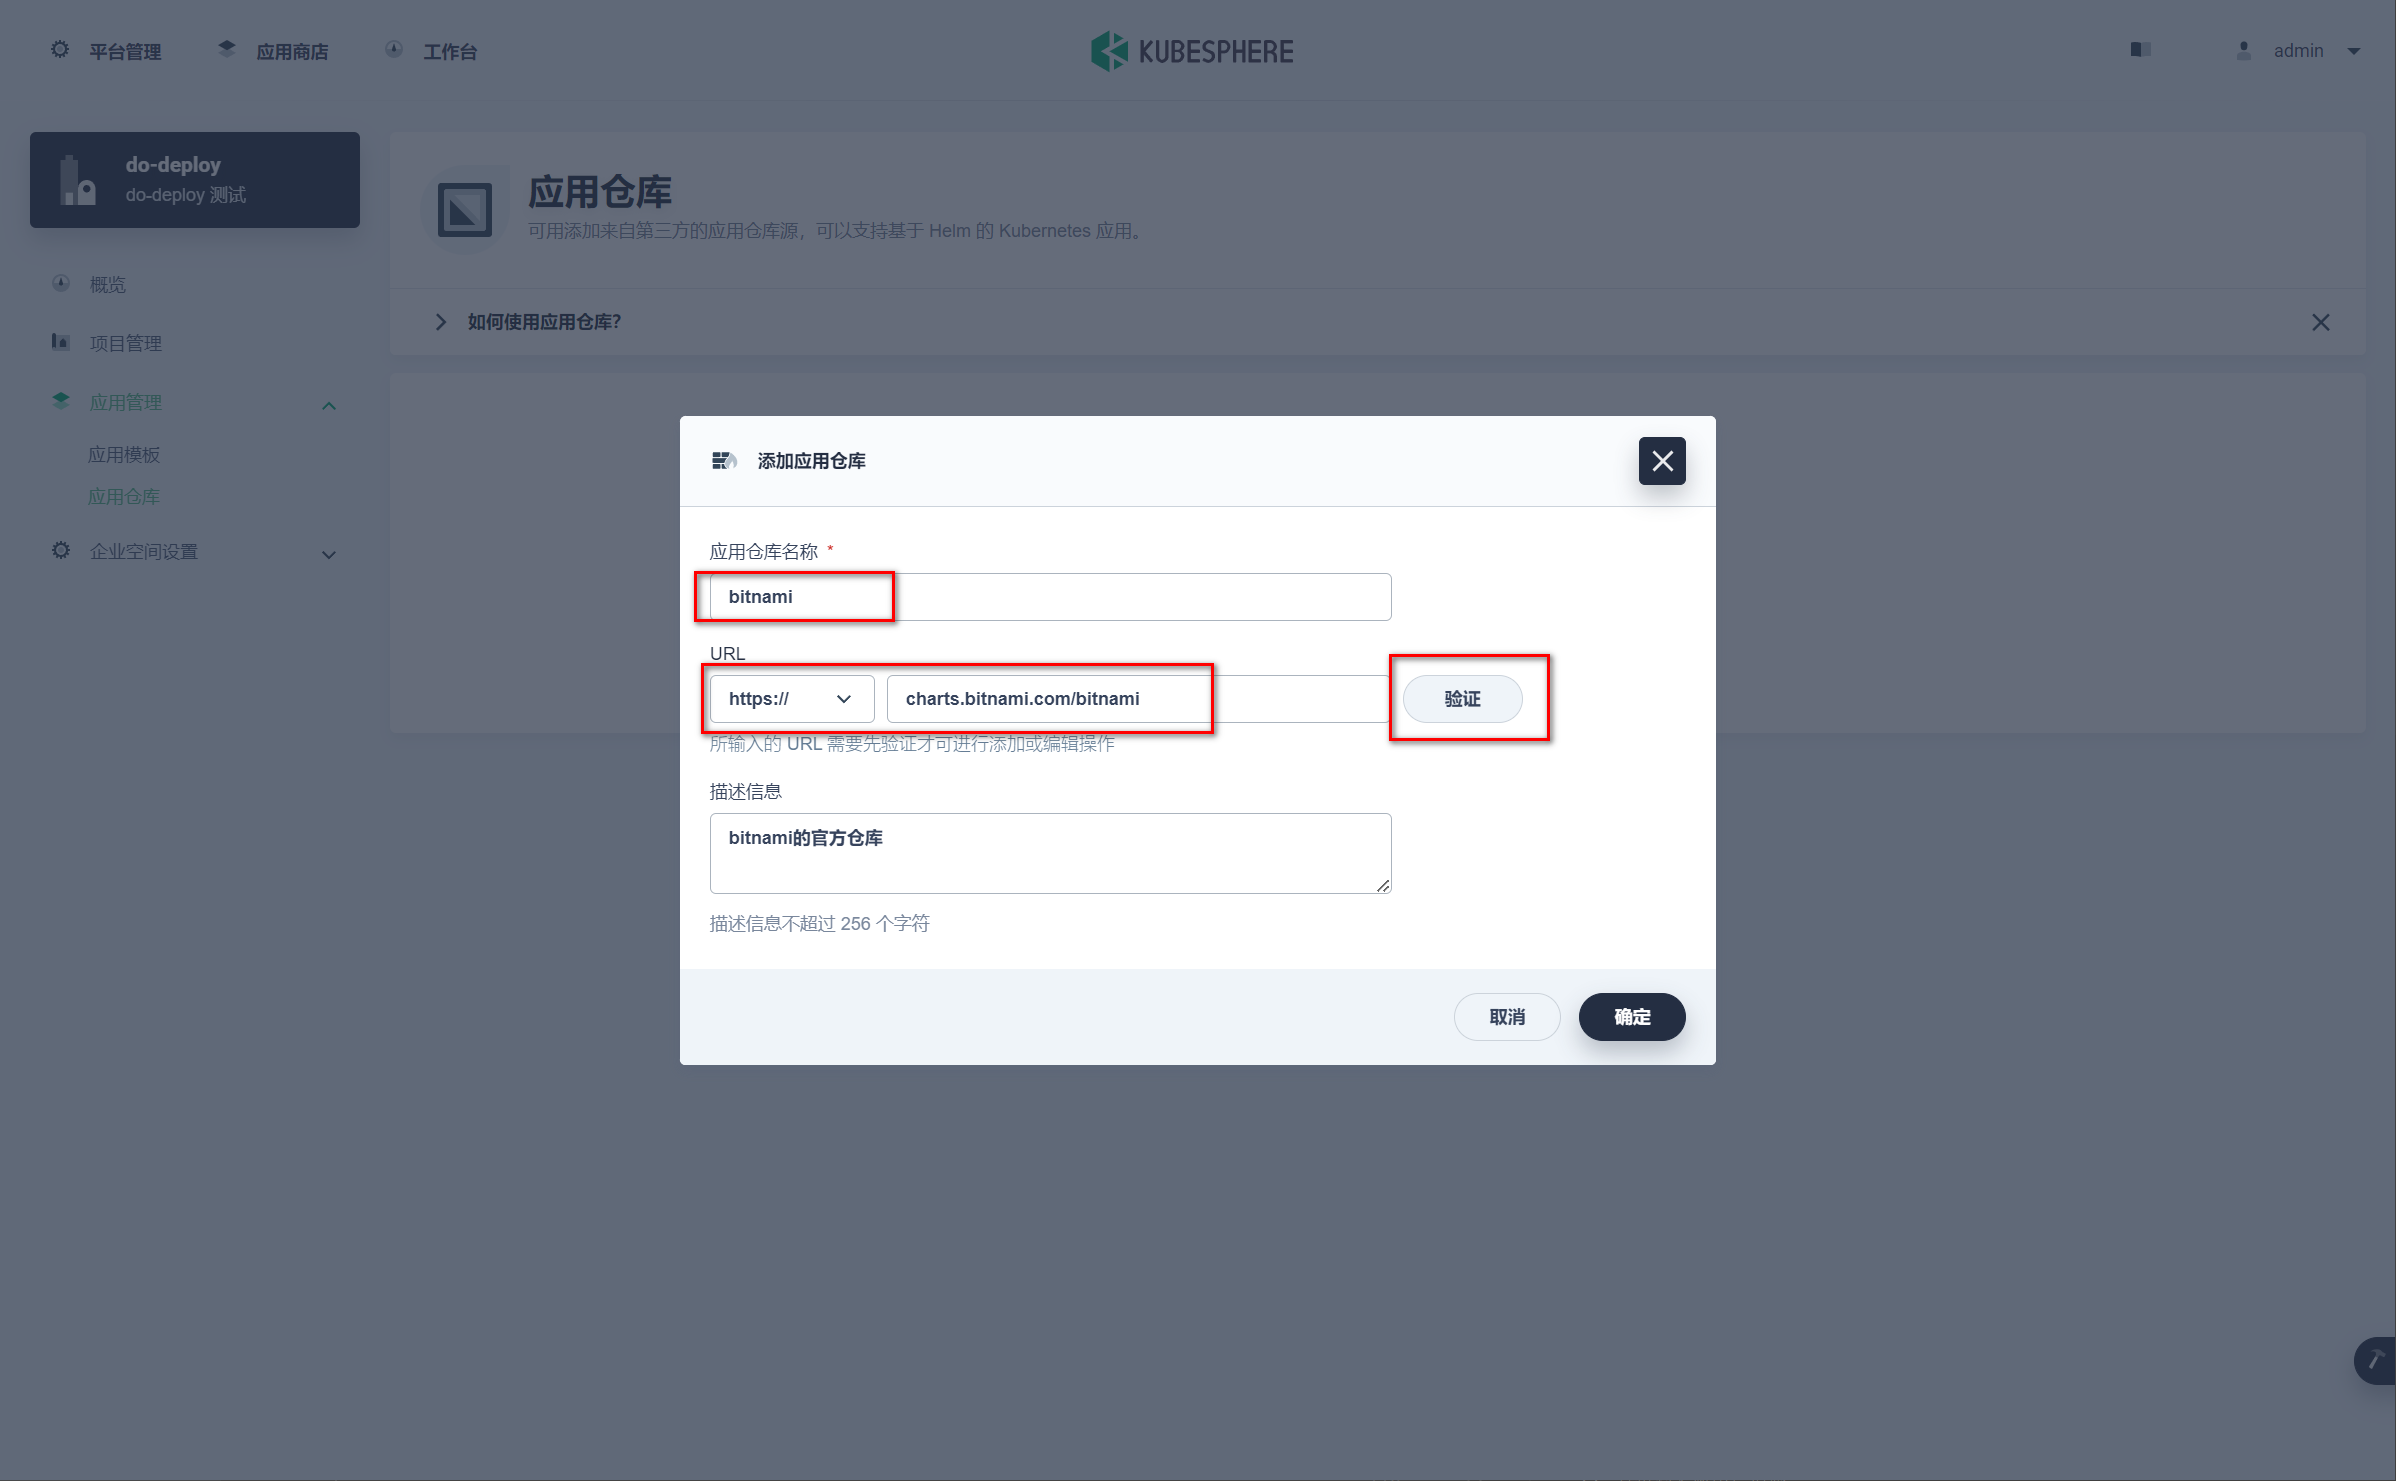 平台管理
应用商店
工作台
KUBESPHERE
admin
do-deploy
do-deploy 测试
应用仓库
可用添加来自第三方的应用仓库源，可以支持基于 Helm 的 Kubernetes 应用。
概览
如何使用应用仓库?
项目管理
应用管理
应用模板
应用仓库
企业空间设置
添加应用仓库
应用仓库名称 *
bitnami
URL
https://
charts.bitnami.com/bitnami
验证
所输入的 URL 需要先验证才可进行添加或编辑操作
描述信息
bitnami的官方仓库
描述信息不超过 256 个字符
取消
确定